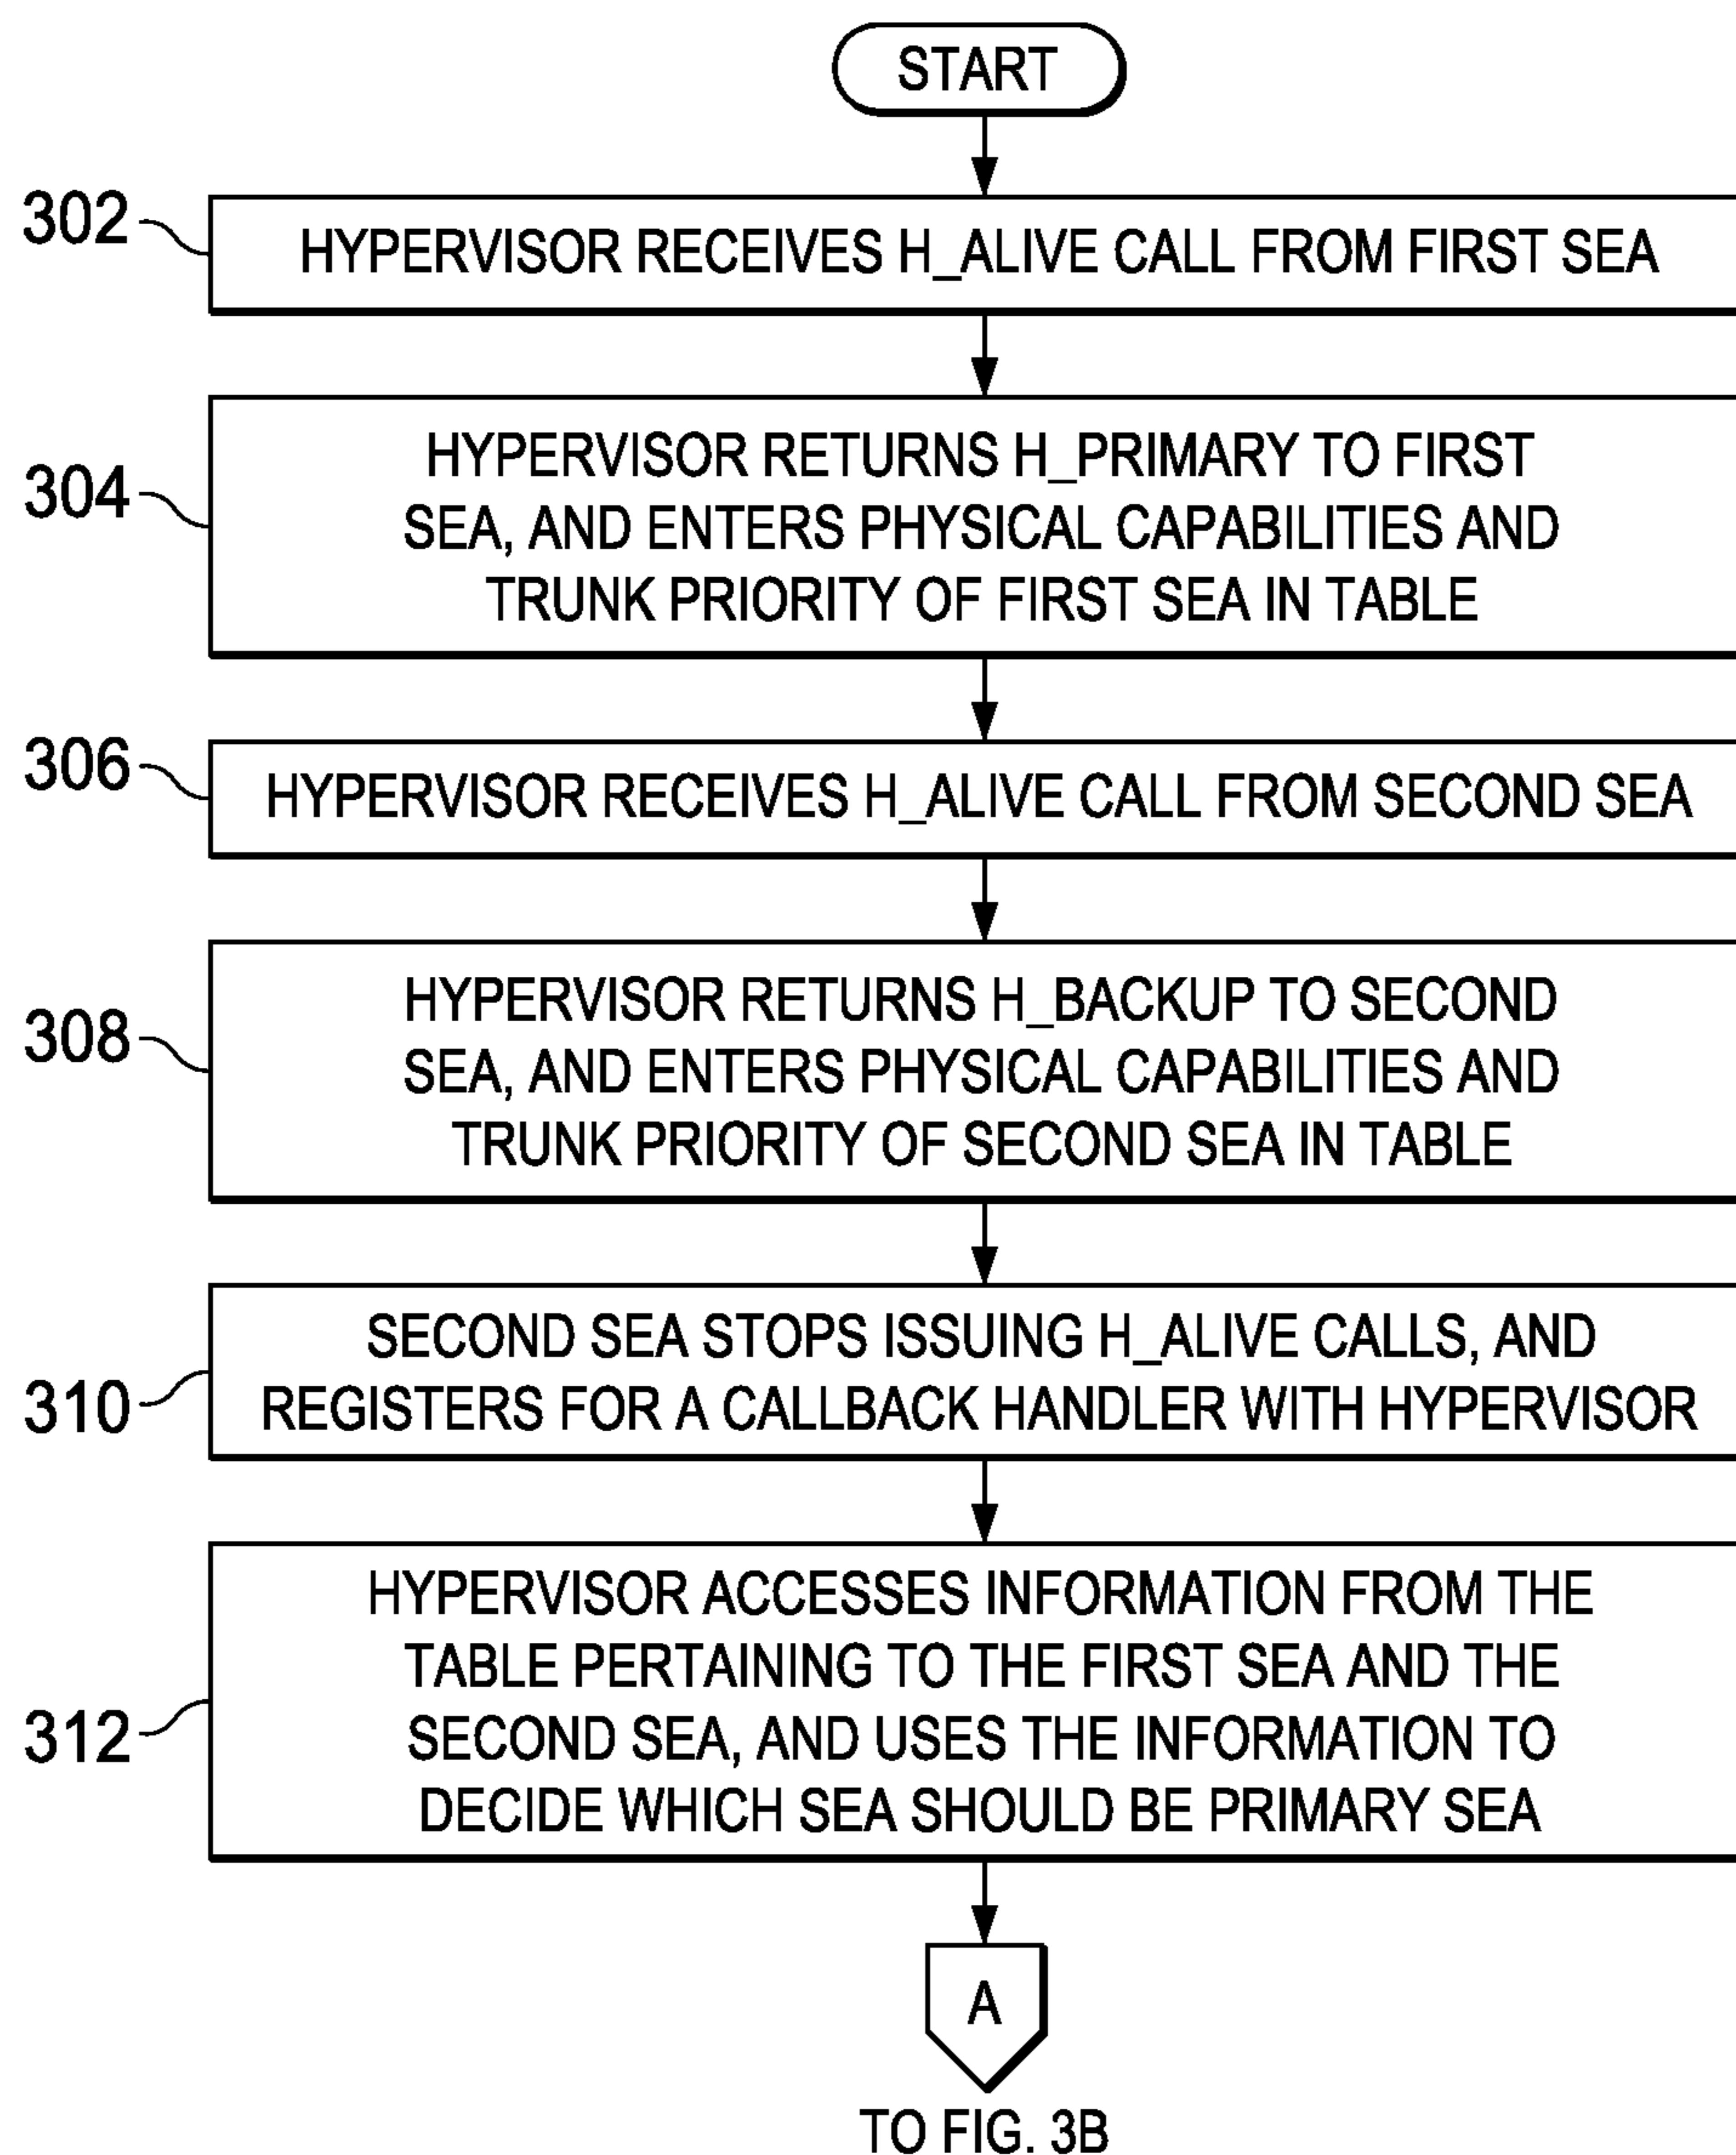 START
302
HYPERVISOR RECEIVES H_ALIVE CALL FROM FIRST SEA
304
HYPERVISOR RETURNS H_PRIMARY TO FIRST
SEA, AND ENTERS PHYSICAL CAPABILITIES AND
TRUNK PRIORITY OF FIRST SEA IN TABLE
306
HYPERVISOR RECEIVES H_ALIVE CALL FROM SECOND SEA
308
HYPERVISOR RETURNS H_BACKUP TO SECOND
SEA, AND ENTERS PHYSICAL CAPABILITIES AND
TRUNK PRIORITY OF SECOND SEA IN TABLE
310
SECOND SEA STOPS ISSUING H_ALIVE CALLS, AND
REGISTERS FOR A CALLBACK HANDLER WITH HYPERVISOR
312
HYPERVISOR ACCESSES INFORMATION FROM THE
TABLE PERTAINING TO THE FIRST SEA AND THE
SECOND SEA, AND USES THE INFORMATION TO
DECIDE WHICH SEA SHOULD BE PRIMARY SEA
A
TO FIG. 3B